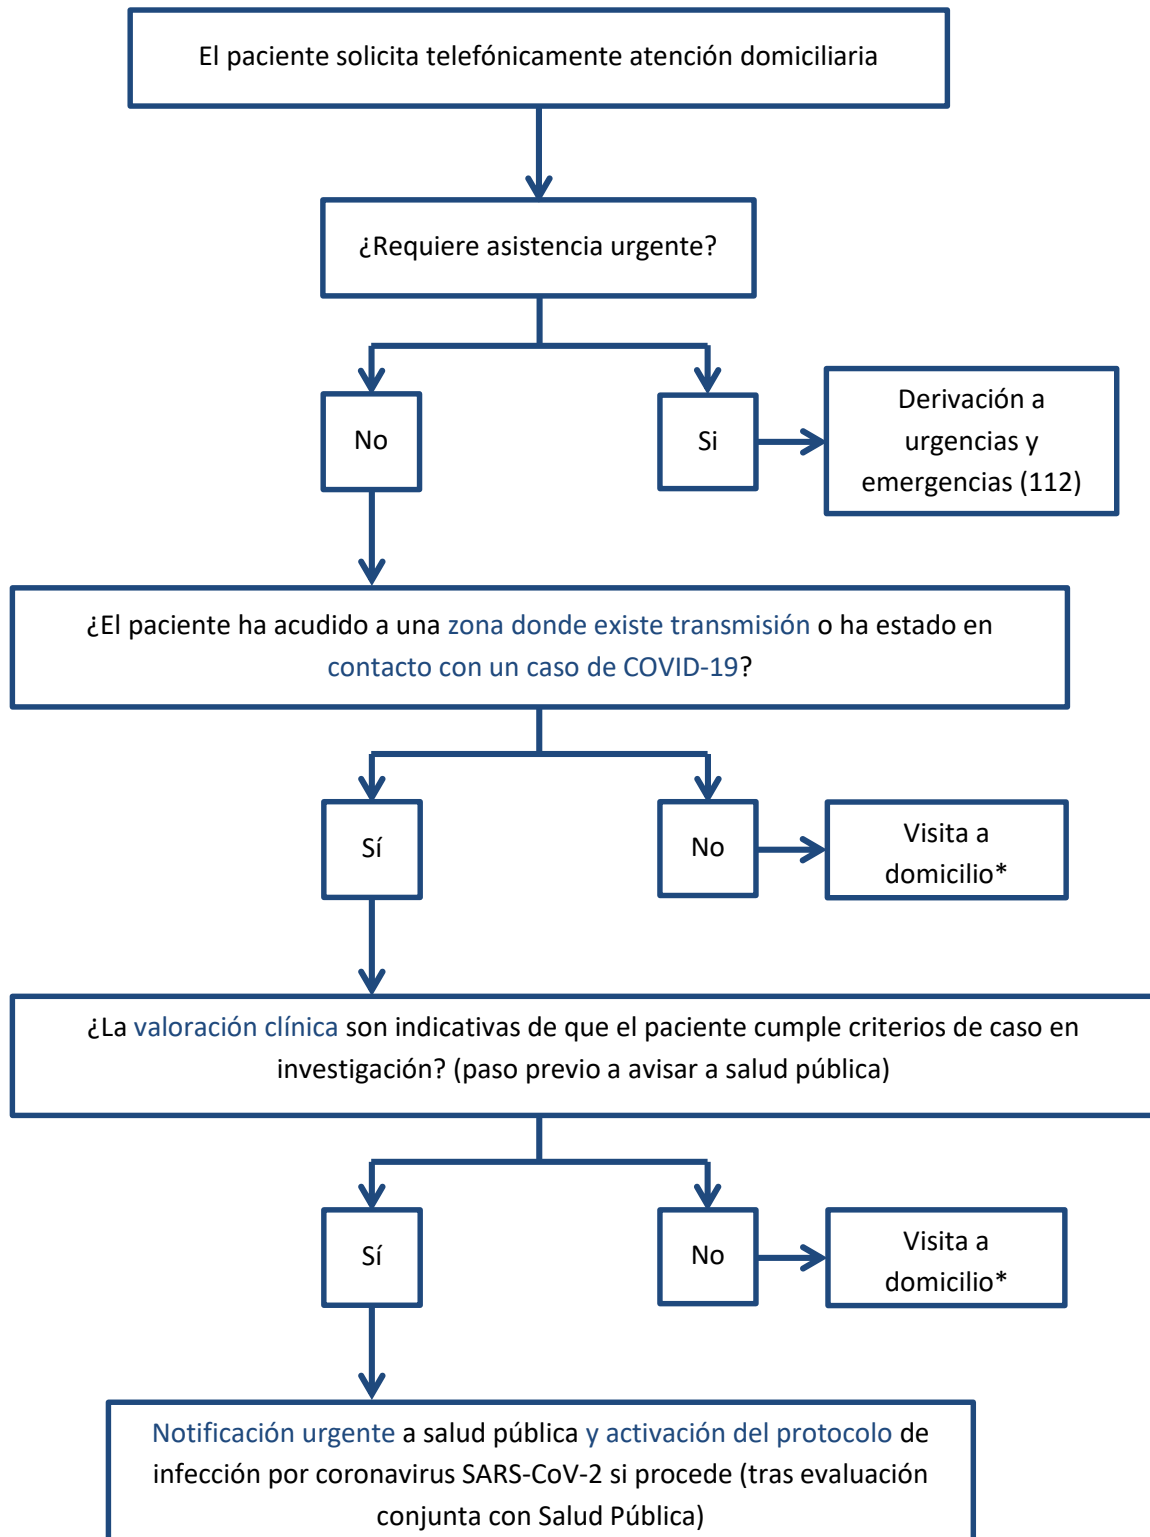 El paciente solicita telefónicamente atención domiciliaria
¿Requiere asistencia urgente?
No
Si
Derivación a
urgencias y
emergencias (112)
¿El paciente ha acudido a una zona donde existe transmisión o ha estado en
contacto con un caso de COVID-19?
Sí
No
Visita a
domicilio*
¿La valoración clínica son indicativas de que el paciente cumple criterios de caso en
investigación? (paso previo a avisar a salud pública)
Sí
No
Visita a
domicilio*
Notificación urgente a salud pública y activación del protocolo de
infección por coronavirus SARS-CoV-2 si procede (tras evaluación
conjunta con Salud Pública)